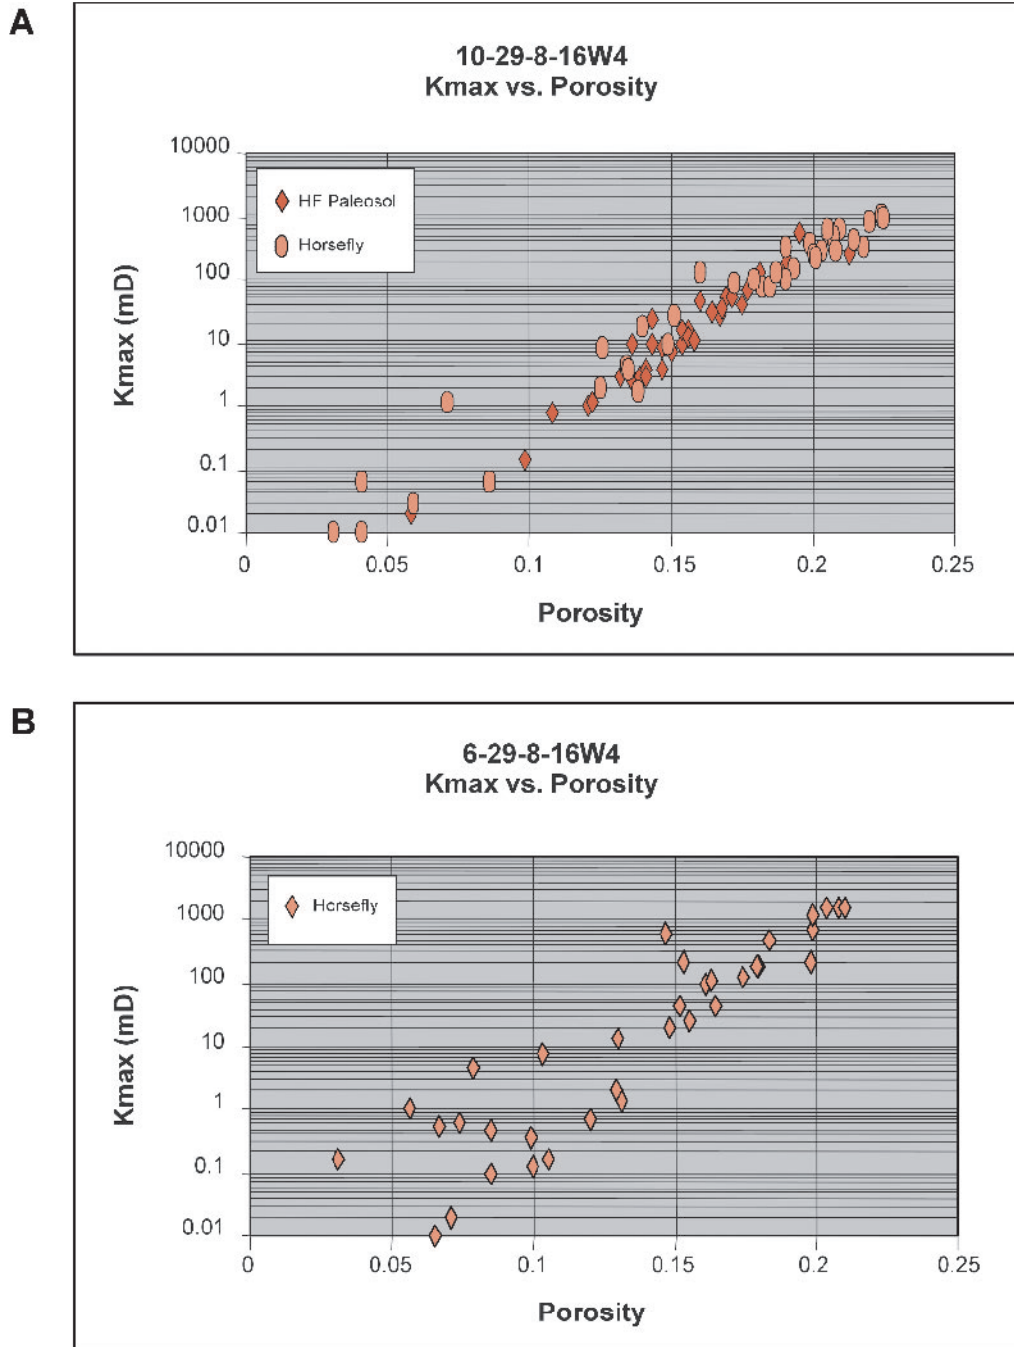 A
10-29-8-16W4
Kmax vs. Porosity
10000
1000
100
10
1
0.1
0.01
Kmax (mD)
HF Paleosol
Horsefly
0 0.05 0.1 0.15 0.2 0.25
Porosity
B
6-29-8-16W4
Kmax vs. Porosity
10000
1000
100
10
1
0.1
0.01
Kmax (mD)
Horsefly
0 0.05 0.1 0.15 0.2 0.25
Porosity